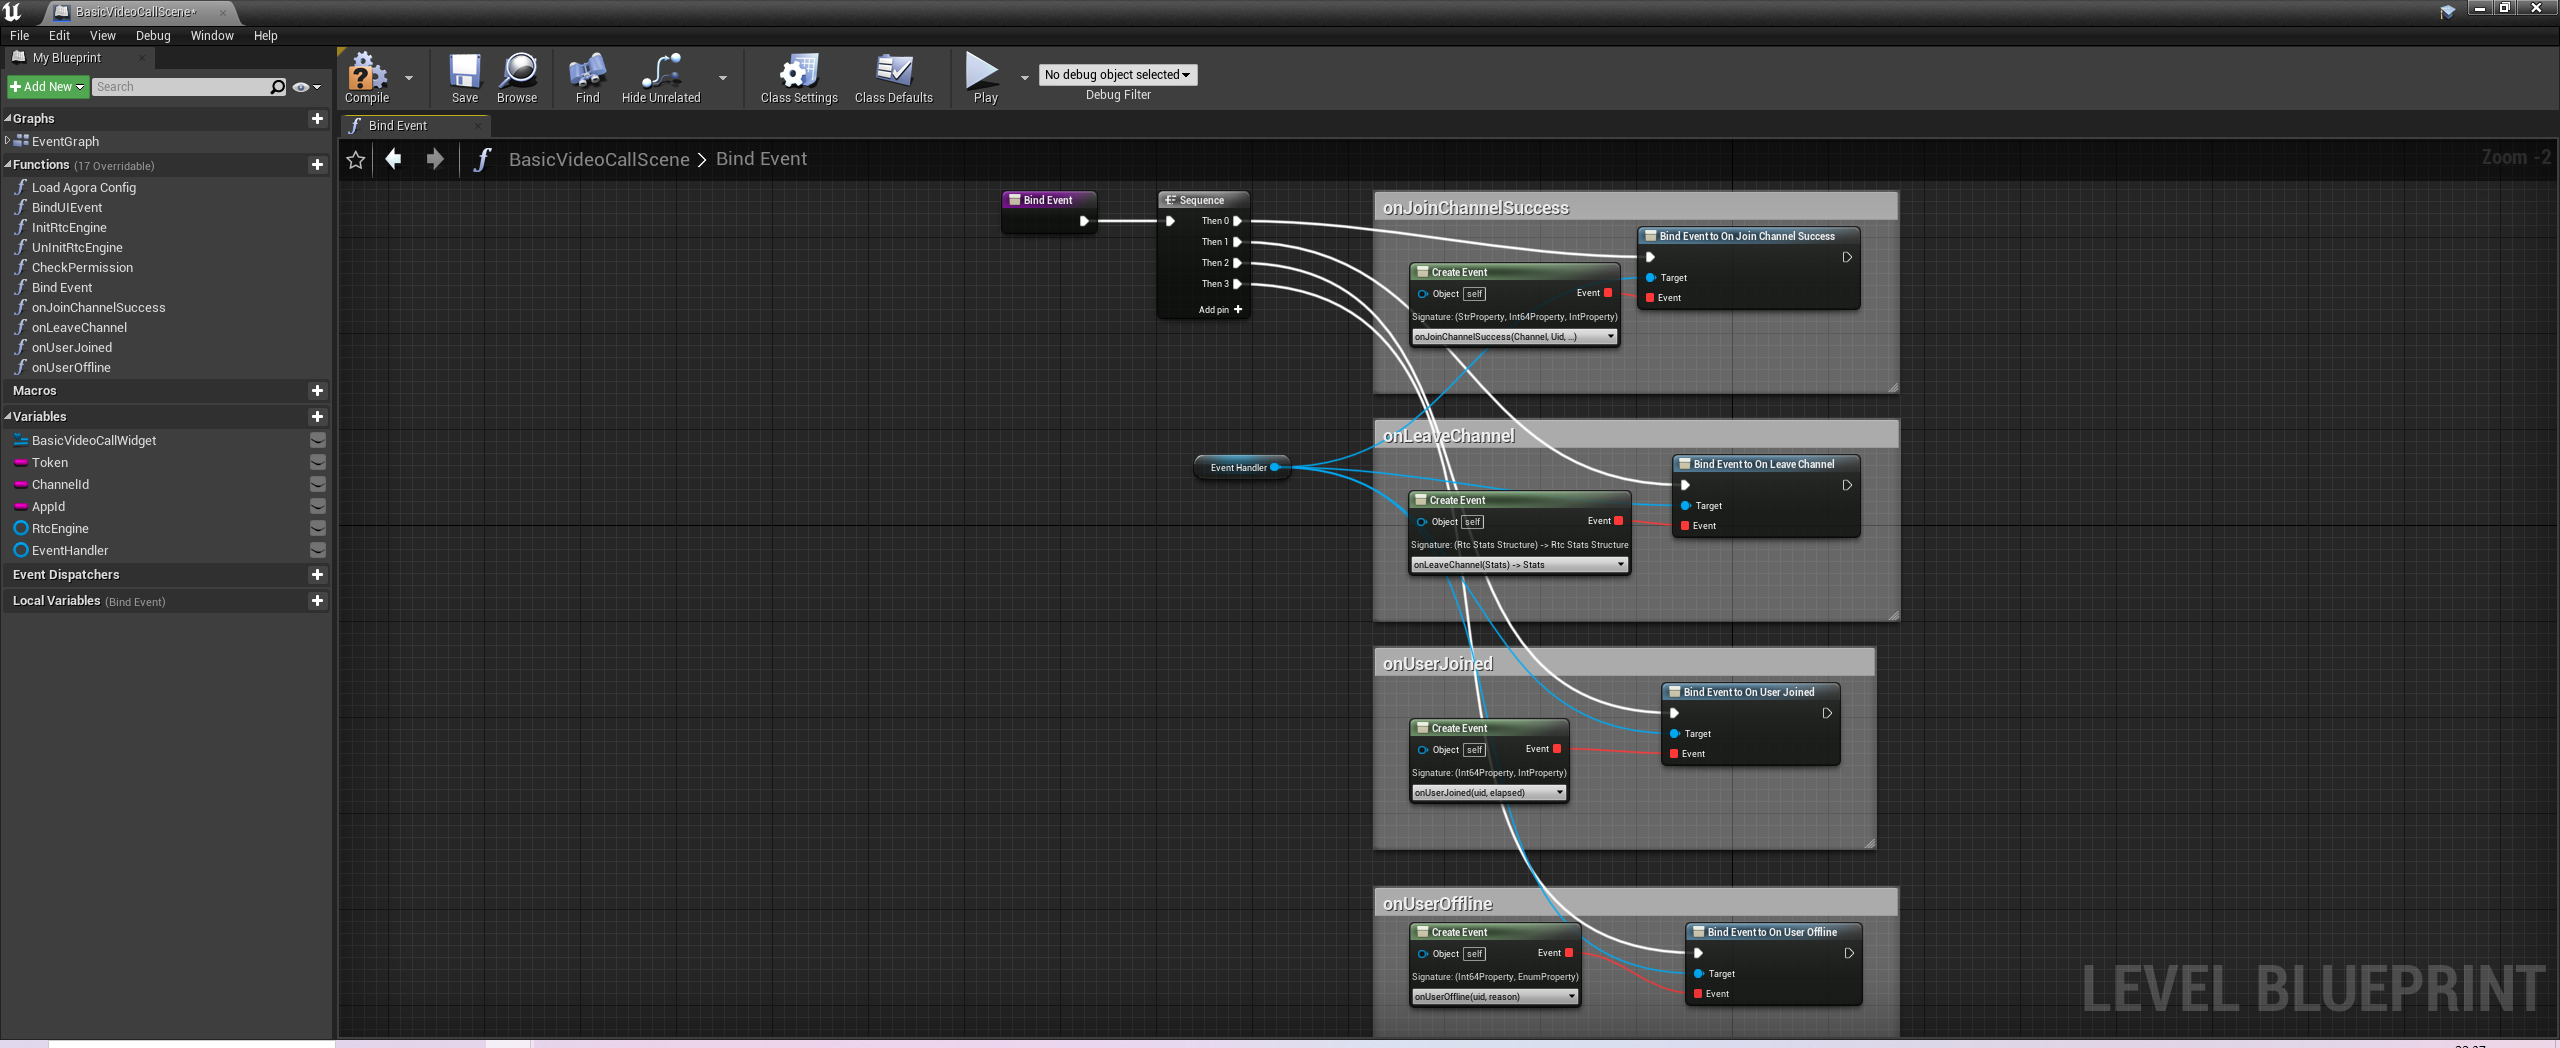 BasicVideoCallScene*
File Edit View Debug Window Help
My Blueprint
Add New
Search
Graphs
EventGraph
Functions (17 Overridable)
Load Agora Config
BindUIEvent
InitRtcEngine
UnInitRtcEngine
CheckPermission
Bind Event
onJoinChannelSuccess
onLeaveChannel
onUserJoined
onUserOffline
Macros
Variables
BasicVideoCallWidget
Token
ChannelId
AppId
RtcEngine
EventHandler
Event Dispatchers
Local Variables (Bind Event)
Compile
Save
Browse
Find
Hide Unrelated
Class Settings
Class Defaults
Play
No debug object selected
Debug Filter
Bind Event
BasicVideoCallScene > Bind Event
Zoom -2
Bind Event
Sequence
Then 0
Then 1
Then 2
Then 3
Add pin
Event Handler
onJoinChannelSuccess
Create Event
Object self
Event
Signature: (StrProperty, Int64Property, IntProperty)
onJoinChannelSuccess(Channel, Uid, ...)
Bind Event to On Join Channel Success
Target
Event
onLeaveChannel
Create Event
Object self
Event
Signature: (Rtc Stats Structure) -> Rtc Stats Structure
onLeaveChannel(Stats) -> Stats
Bind Event to On Leave Channel
Target
Event
onUserJoined
Create Event
Object self
Event
Signature: (Int64Property, IntProperty)
onUserJoined(uid, elapsed)
Bind Event to On User Joined
Target
Event
onUserOffline
Create Event
Object self
Event
Signature: (Int64Property, EnumProperty)
onUserOffline(uid, reason)
Bind Event to On User Offline
Target
Event
LEVEL BLUEPRINT